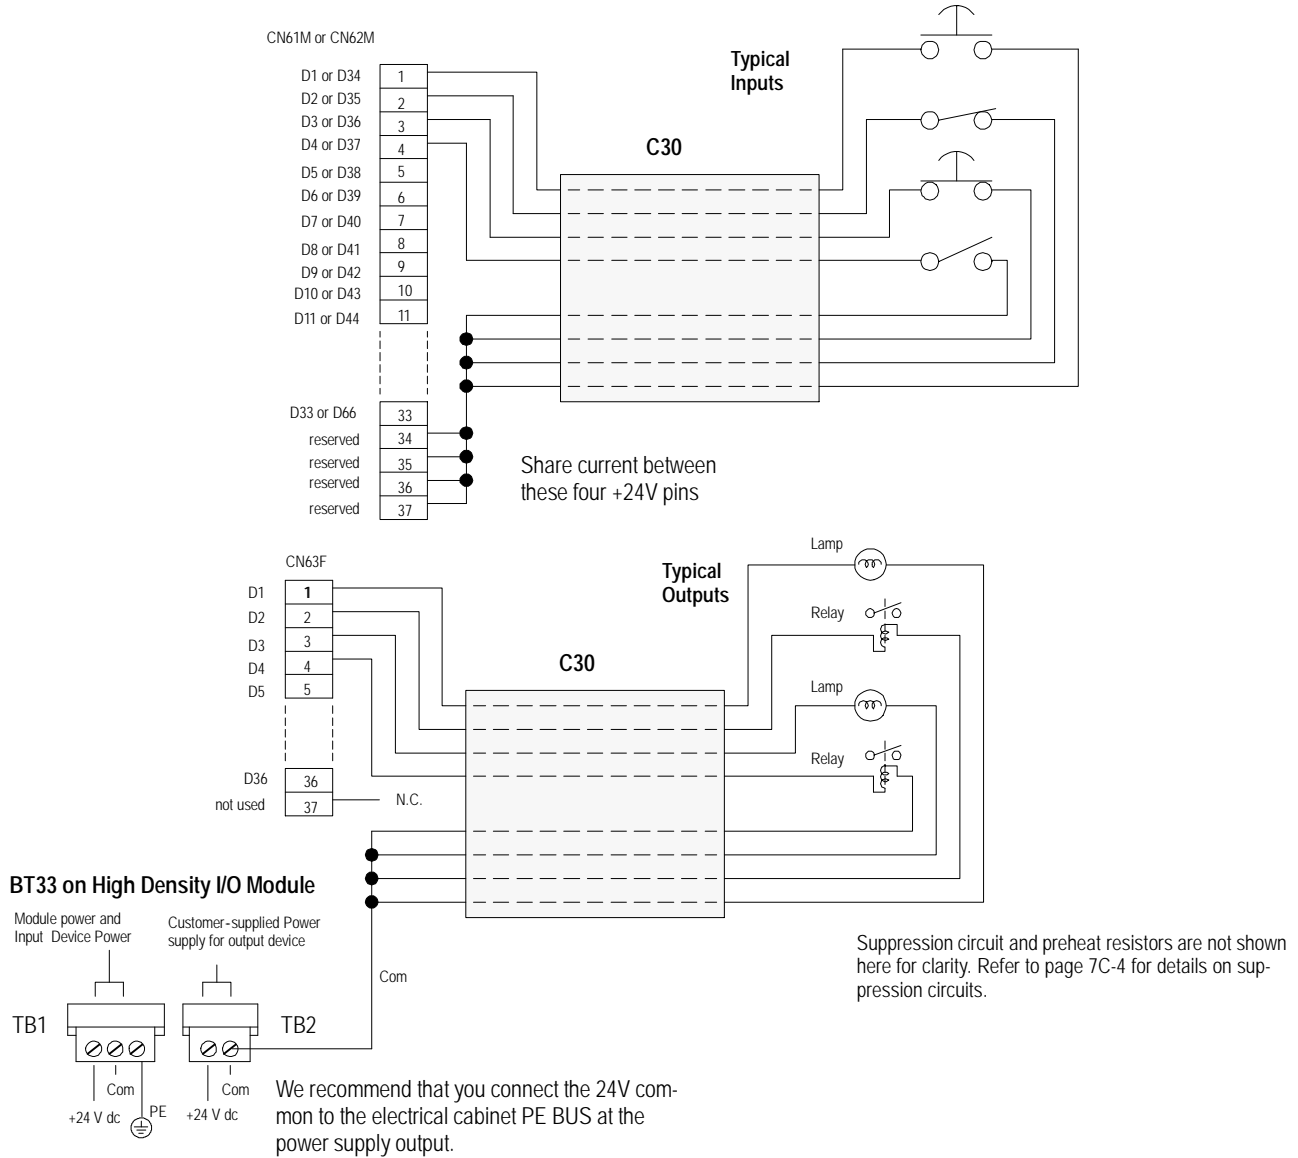 CN61M or CN62M
Typical
Inputs
D1 or D34 1
D2 or D35 2
D3 or D36 3
D4 or D37 4
D5 or D38 5
D6 or D39 6
D7 or D40 7
D8 or D41 8
D9 or D42 9
D10 or D43 10
D11 or D44 11
C30
D33 or D66 33
reserved 34
reserved 35
reserved 36
reserved 37
Share current between
these four +24V pins
CN63F
Typical
Outputs
D1 1
D2 2
D3 3
D4 4
D5 5
C30
Lamp
Relay
Lamp
Relay
D36 36
not used 37 N.C.
BT33 on High Density I/O Module
Module power and
Input Device Power
Customer-supplied Power
supply for output device
Com
TB1
TB2
Com
+24 V dc
PE
Com
+24 V dc
We recommend that you connect the 24V com-
mon to the electrical cabinet PE BUS at the
power supply output.
Suppression circuit and preheat resistors are not shown
here for clarity. Refer to page 7C-4 for details on sup-
pression circuits.